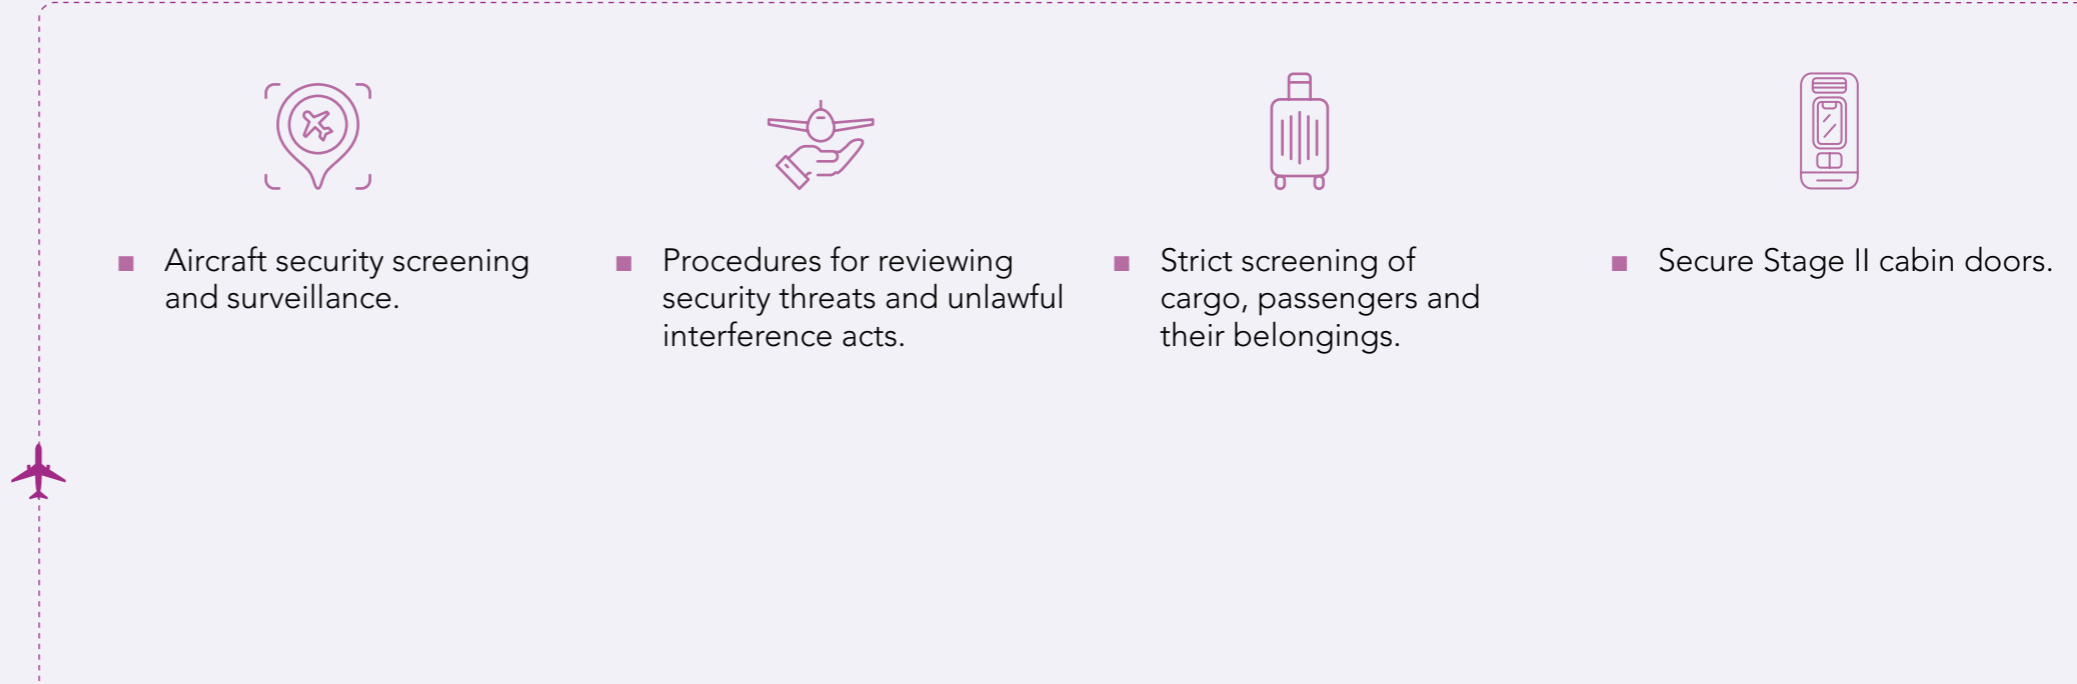 Aircraft security screening
and surveillance.
Procedures for reviewing
security threats and unlawful
interference acts.
Strict screening of
cargo, passengers and
their belongings.
Secure Stage II cabin doors.